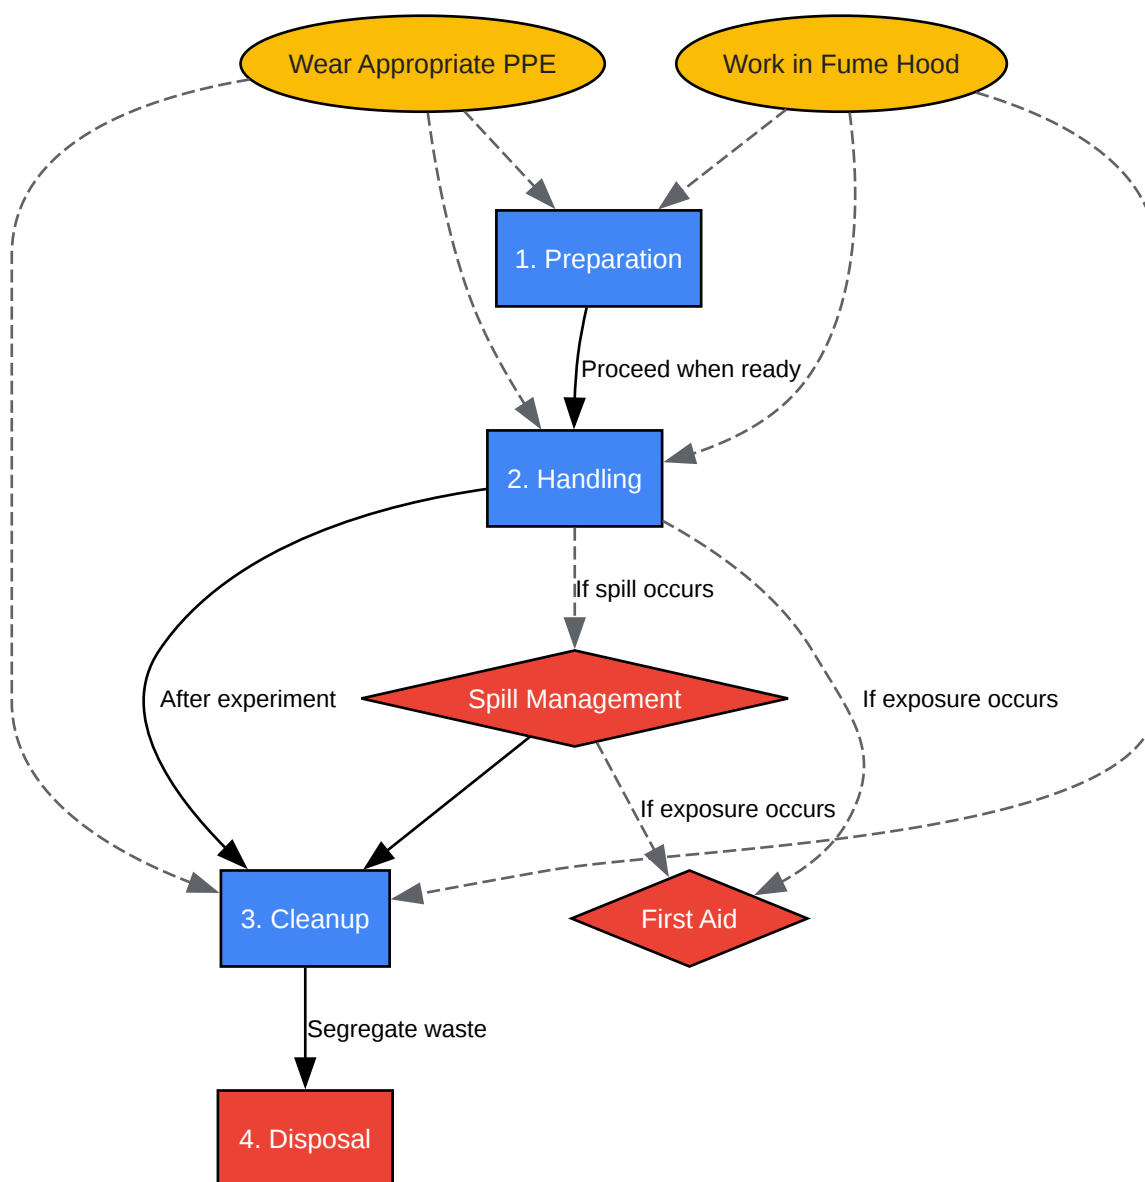 Wear Appropriate PPE
Work in Fume Hood
1. Preparation
Proceed when ready
2. Handling
If spill occurs
After experiment
Spill Management
If exposure occurs
If exposure occurs
3. Cleanup
First Aid
Segregate waste
4. Disposal